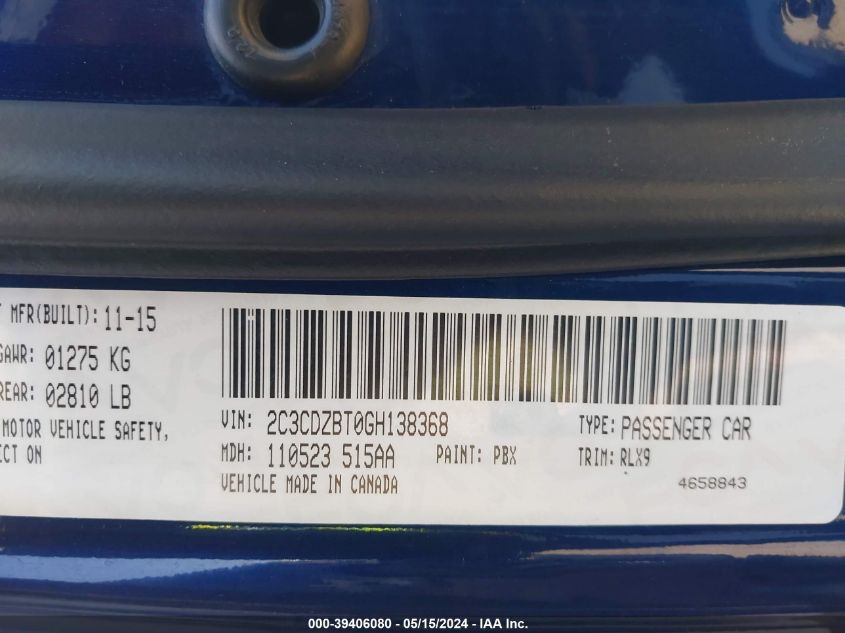 MFR(BUILT): 11-15
GAWR: 01275 KG
REAR: 02810 LB
MOTOR VEHICLE SAFETY,
ECT ON
VIN: 2C3CDZBT0GH138368
TYPE: PASSENGER CAR
MDH: 110523 515AA
PAINT: PBX
TRIM: RLX9
VEHICLE MADE IN CANADA
4658843
000-39406080 - 05/15/2024 - IAA Inc.